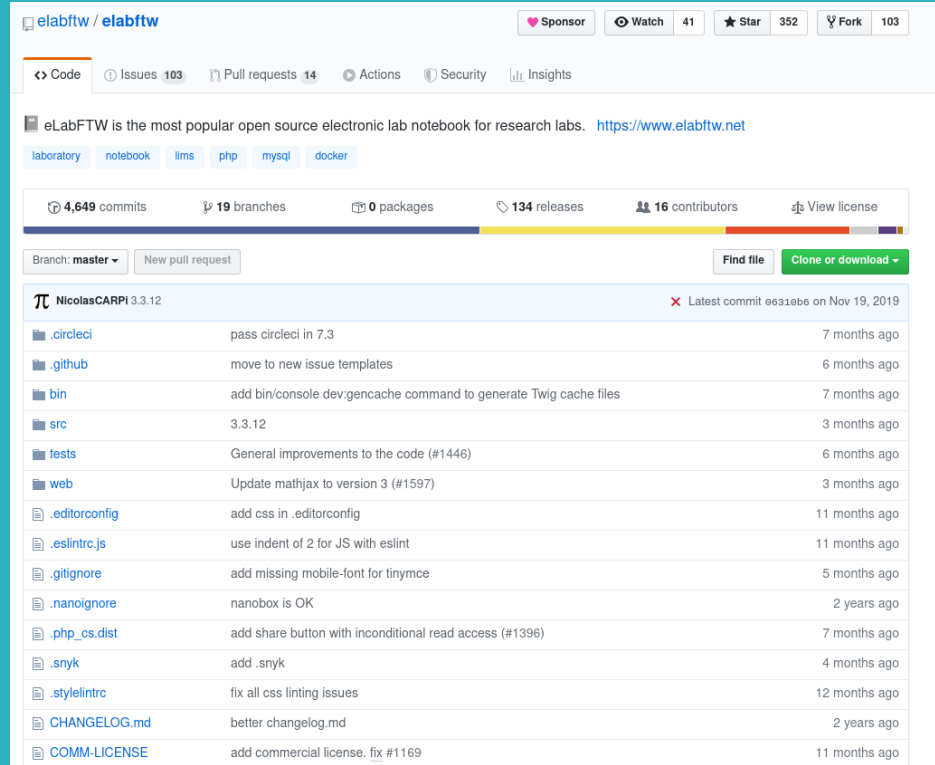 elabftw / elabftw
Sponsor Watch 41 Star 352 Fork 103
Code Issues 103 Pull requests 14 Actions Security Insights
eLabFTW is the most popular open source electronic lab notebook for research labs. https://www.elabftw.net
laboratory notebook lims php mysql docker
4,649 commits 19 branches 0 packages 134 releases 16 contributors View license
Branch: master New pull request Find file Clone or download
NicolasCARPi 3.3.12 Latest commit 06310b6 on Nov 19, 2019
.circleci pass circleci in 7.3 7 months ago
.github move to new issue templates 6 months ago
bin add bin/console dev:gencache command to generate Twig cache files 7 months ago
src 3.3.12 3 months ago
tests General improvements to the code (#1446) 6 months ago
web Update mathjax to version 3 (#1597) 3 months ago
.editorconfig add css in .editorconfig 11 months ago
.eslintrc.js use indent of 2 for JS with eslint 11 months ago
.gitignore add missing mobile-font for tinymce 5 months ago
.nanoignore nanobox is OK 2 years ago
.php_cs.dist add share button with inconditional read access (#1396) 7 months ago
.snyk add .snyk 4 months ago
.stylelintrc fix all css linting issues 12 months ago
CHANGELOG.md better changelog.md 2 years ago
COMM-LICENSE add commercial license. fix #1169 11 months ago